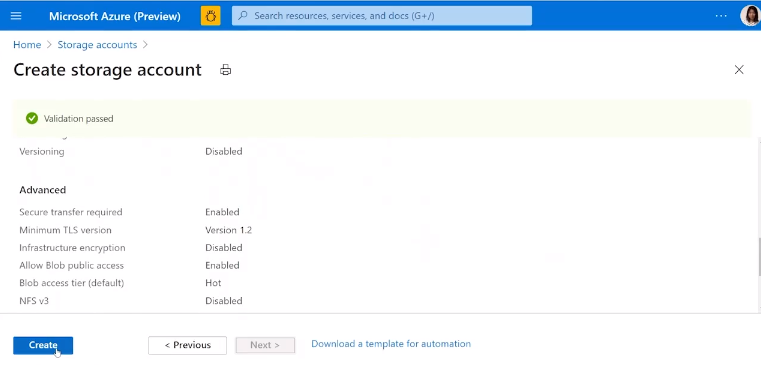 Microsoft Azure (Preview)
Search resources, services, and docs (G+/)
Home > Storage accounts >
Create storage account
Validation passed
Versioning Disabled
Advanced
Secure transfer required Enabled
Minimum TLS version Version 1.2
Infrastructure encryption Disabled
Allow Blob public access Enabled
Blob access tier (default) Hot
NFS v3 Disabled
Create < Previous Next > Download a template for automation